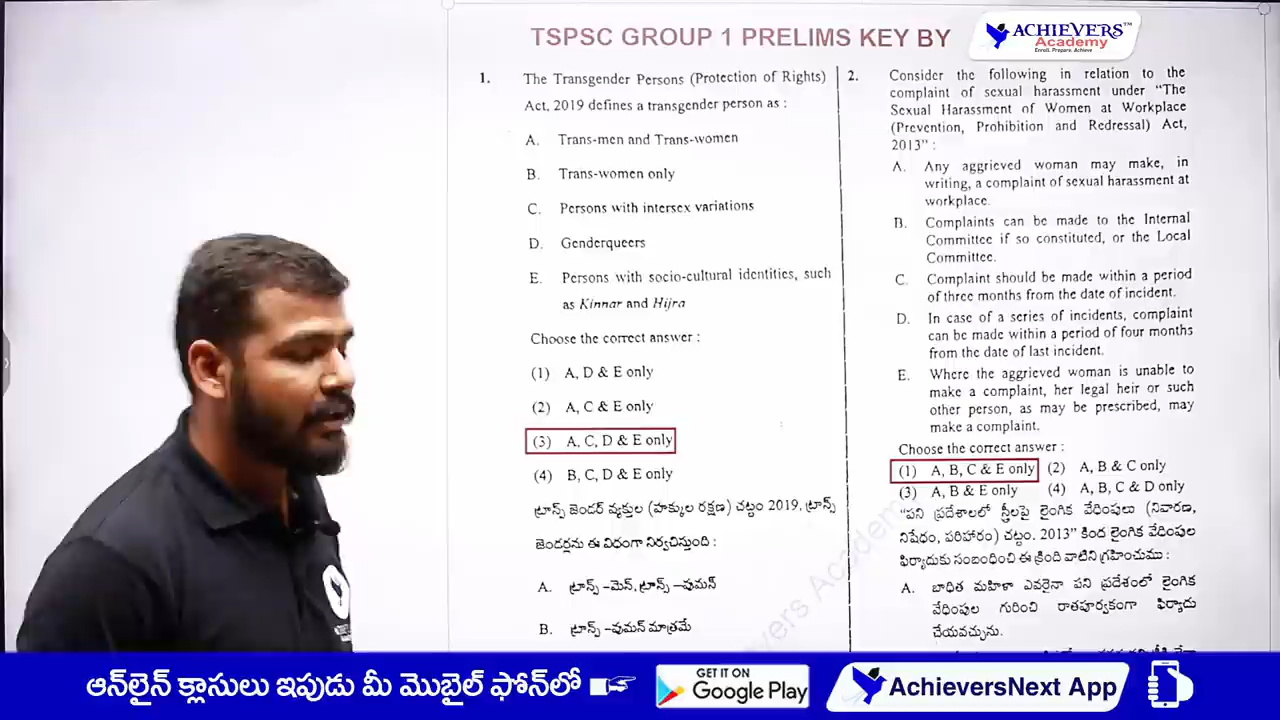 TSPSC GROUP 1 PRELIMS KEY BY
ACHIEVERS™
Academy
Enroll. Prepare. Achieve
1. The Transgender Persons (Protection of Rights)
Act, 2019 defines a transgender person as :
A. Trans-men and Trans-women
B. Trans-women only
C. Persons with intersex variations
D. Genderqueers
E. Persons with socio-cultural identities, such
as Kinnar and Hijra
Choose the correct answer :
(1) A, D & E only
(2) A, C & E only
(3) A, C, D & E only
(4) B, C, D & E only
ట్రాన్స్ జెండర్ వ్యక్తుల (హక్కుల రక్షణ) చట్టం 2019, ట్రాన్స్
జెండర్లను ఈ విధంగా నిర్వచిస్తుంది :
A. ట్రాన్స్ –మెన్, ట్రాన్స్ –వుమన్
B. ట్రాన్స్ –వుమన్ మాత్రమే
2. Consider the following in relation to the
complaint of sexual harassment under “The
Sexual Harassment of Women at Workplace
(Prevention, Prohibition and Redressal) Act,
2013” :
A. Any aggrieved woman may make, in
writing, a complaint of sexual harassment at
workplace.
B. Complaints can be made to the Internal
Committee if so constituted, or the Local
Committee.
C. Complaint should be made within a period
of three months from the date of incident.
D. In case of a series of incidents, complaint
can be made within a period of four months
from the date of last incident.
E. Where the aggrieved woman is unable to
make a complaint, her legal heir or such
other person, as may be prescribed, may
make a complaint.
Choose the correct answer :
(1) A, B, C & E only (2) A, B & C only
(3) A, B & E only (4) A, B, C & D only
“పని ప్రదేశాలలో స్త్రీలపై లైంగిక వేధింపులు (నివారణ,
నిషేధం, పరిహారం) చట్టం. 2013” కింద లైంగిక వేధింపుల
ఫిర్యాదుకు సంబంధించి ఈ క్రింది వాటిని గ్రహించుము :
A. బాధిత మహిళా ఎవరైనా పని ప్రదేశంలో లైంగిక
వేధింపుల గురించి రాతపూర్వకంగా ఫిర్యాదు
చేయవచ్చును.
ఆన్‌లైన్ క్లాసులు ఇపుడు మీ మొబైల్ ఫోన్‌లో
GET IT ON
Google Play
AchieversNext App